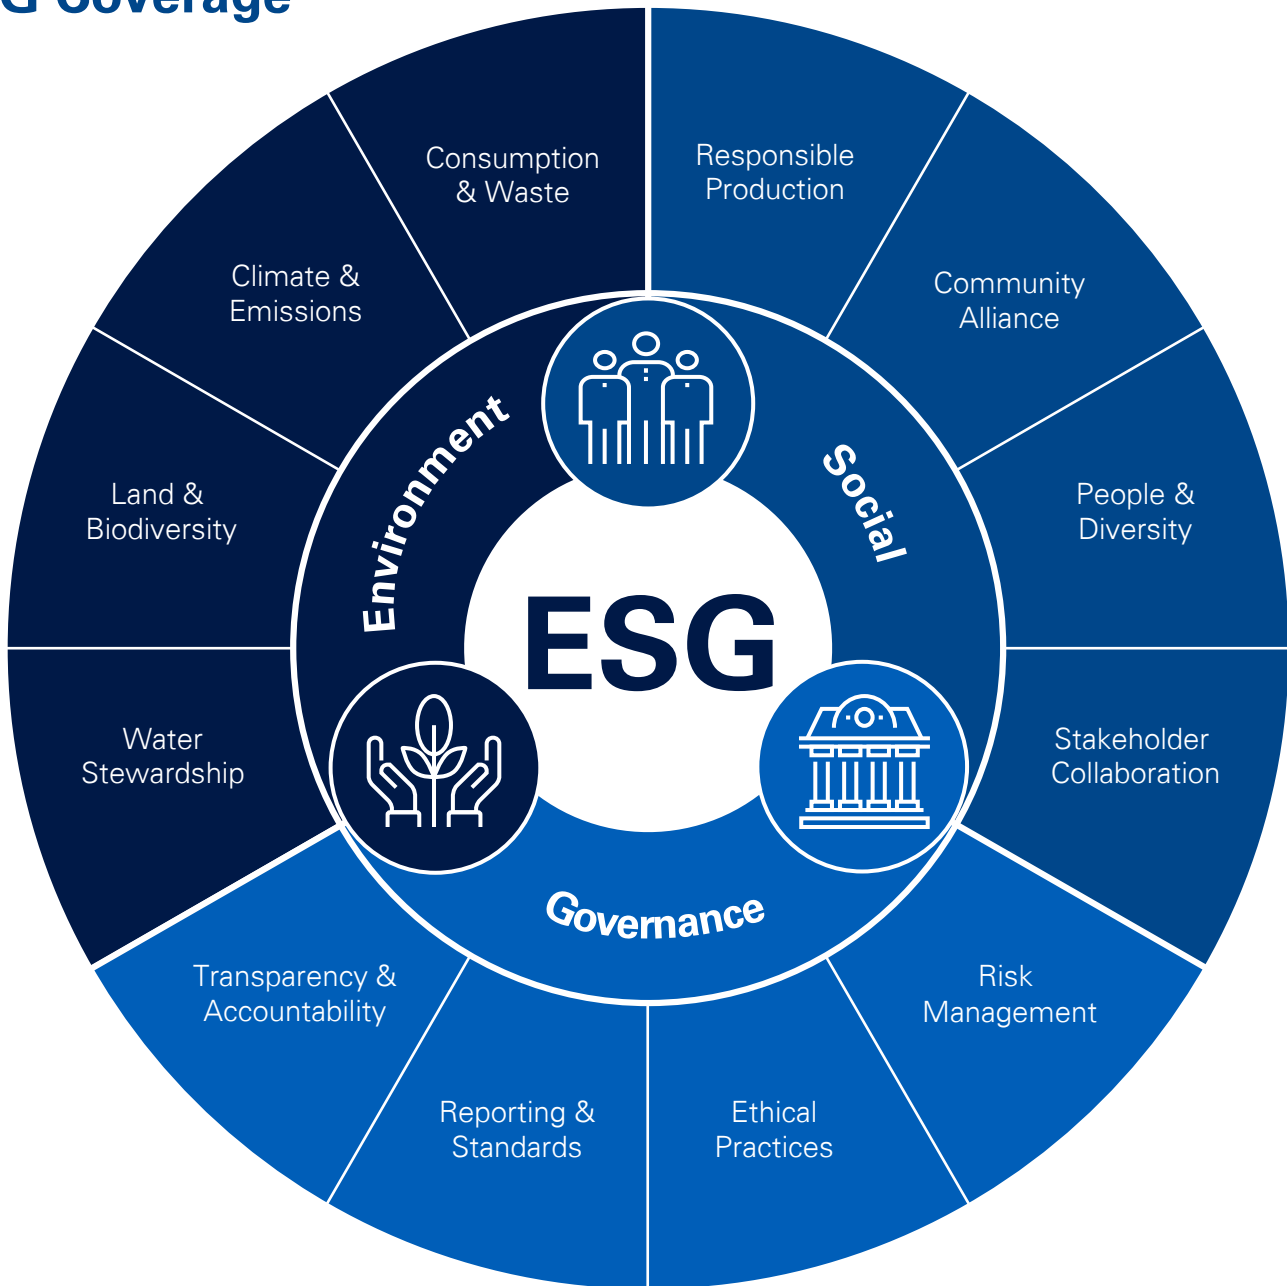 G Coverage
Consumption
& Waste
Responsible
Production
Climate &
Emissions
Community
Alliance
Land &
Biodiversity
People &
Diversity
Environment
Social
ESG
Water
Stewardship
Stakeholder
Collaboration
Governance
Transparency &
Accountability
Risk
Management
Reporting &
Standards
Ethical
Practices